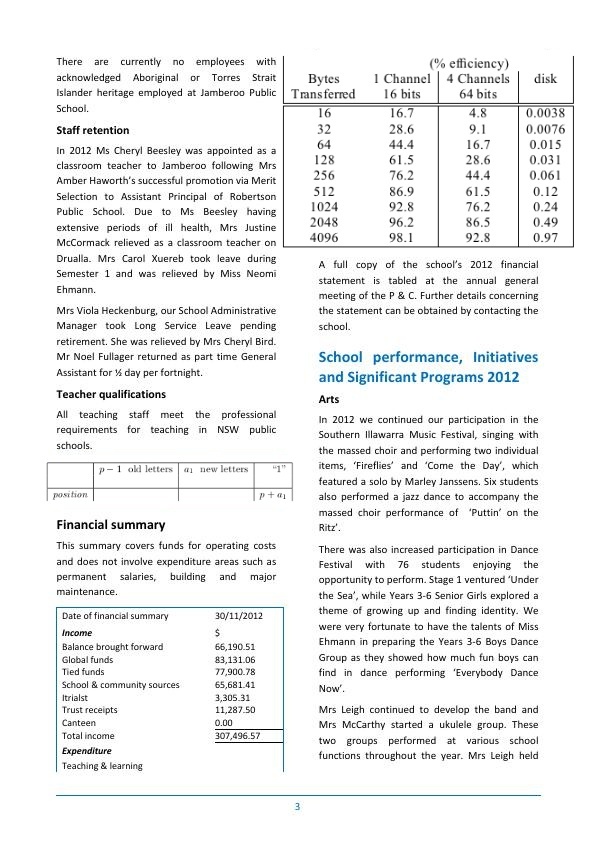 There are currently no employees with
acknowledged Aboriginal or Torres Strait
Islander heritage employed at Jamberoo Public
School.
Staff retention
In 2012 Ms Cheryl Beesley was appointed as a
classroom teacher to Jamberoo following Mrs
Amber Haworth's successful promotion via Merit
Selection to Assistant Principal of Robertson
Public School. Due to Ms Beesley having
extensive periods of ill health, Mrs Justine
McCormack relieved as a classroom teacher on
Drualla. Mrs Carol Xuereb took leave during
Semester 1 and was relieved by Miss Neomi
Ehmann.
Mrs Viola Heckenburg, our School Administrative
Manager took Long Service Leave pending
retirement. She was relieved by Mrs Cheryl Bird.
Mr Noel Fullager returned as part time General
Assistant for ½ day per fortnight.
Teacher qualifications
All teaching staff meet the professional
requirements for teaching in NSW public
schools.
p − 1 old letters a₁ new letters "1"
position p + a₁
Financial summary
This summary covers funds for operating costs
and does not involve expenditure areas such as
permanent salaries, building and major
maintenance.
Date of financial summary 30/11/2012
Income $
Balance brought forward 66,190.51
Global funds 83,131.06
Tied funds 77,900.78
School & community sources 65,681.41
Itrialst 3,305.31
Trust receipts 11,287.50
Canteen 0.00
Total income 307,496.57
Expenditure
Teaching & learning
(% efficiency)
Bytes 1 Channel 4 Channels disk
Transferred 16 bits 64 bits
16 16.7 4.8 0.0038
32 28.6 9.1 0.0076
64 44.4 16.7 0.015
128 61.5 28.6 0.031
256 76.2 44.4 0.061
512 86.9 61.5 0.12
1024 92.8 76.2 0.24
2048 96.2 86.5 0.49
4096 98.1 92.8 0.97
A full copy of the school's 2012 financial
statement is tabled at the annual general
meeting of the P & C. Further details concerning
the statement can be obtained by contacting the
school.
School performance, Initiatives
and Significant Programs 2012
Arts
In 2012 we continued our participation in the
Southern Illawarra Music Festival, singing with
the massed choir and performing two individual
items, 'Fireflies' and 'Come the Day', which
featured a solo by Marley Janssens. Six students
also performed a jazz dance to accompany the
massed choir performance of 'Puttin' on the
Ritz'.
There was also increased participation in Dance
Festival with 76 students enjoying the
opportunity to perform. Stage 1 ventured 'Under
the Sea', while Years 3-6 Senior Girls explored a
theme of growing up and finding identity. We
were very fortunate to have the talents of Miss
Ehmann in preparing the Years 3-6 Boys Dance
Group as they showed how much fun boys can
find in dance performing 'Everybody Dance
Now'.
Mrs Leigh continued to develop the band and
Mrs McCarthy started a ukulele group. These
two groups performed at various school
functions throughout the year. Mrs Leigh held
3